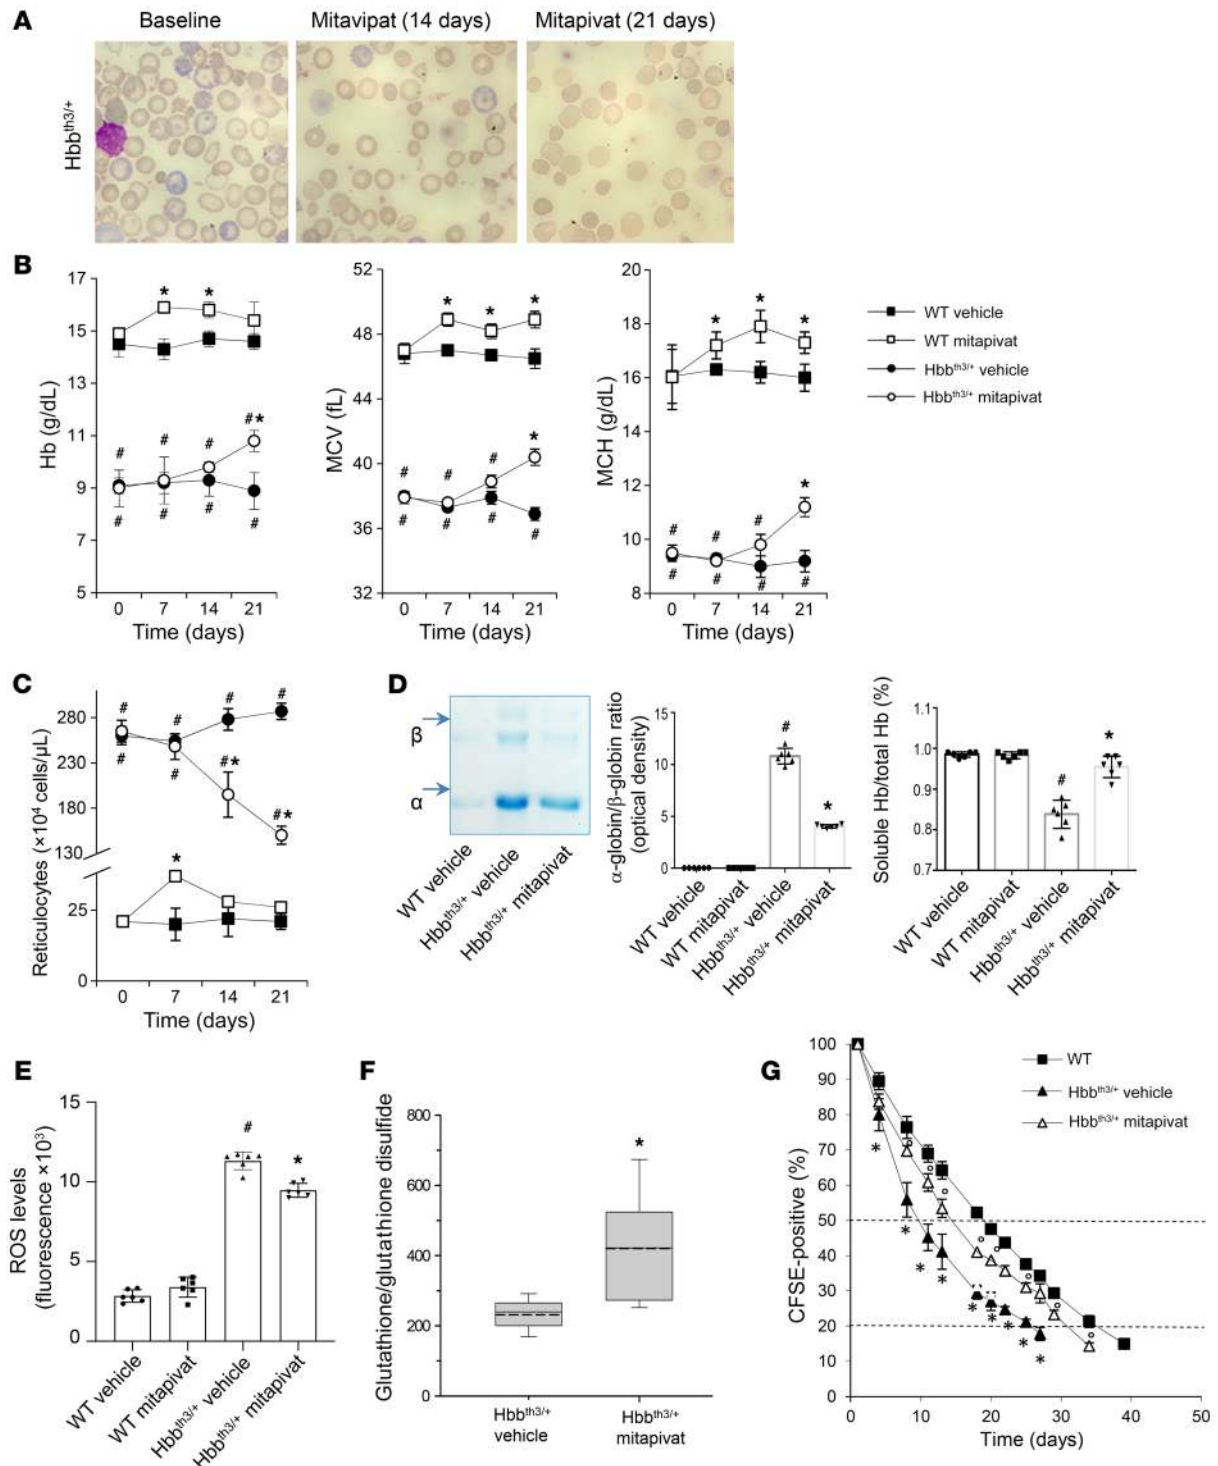 A
Baseline
Mitavipat (14 days)
Mitapivat (21 days)
Hbbth3/+
B
Hb (g/dL)
17
15
13
11
9
7
5
0 7 14 21
Time (days)
MCV (fL)
52
48
44
40
36
32
0 7 14 21
Time (days)
MCH (g/dL)
20
18
16
14
12
10
8
0 7 14 21
Time (days)
WT vehicle
WT mitapivat
Hbbth3/+ vehicle
Hbbth3/+ mitapivat
C
Reticulocytes (×10⁴ cells/μL)
280
230
180
130
25
0
0 7 14 21
Time (days)
D
β
α
WT vehicle
Hbbth3/+ vehicle
Hbbth3/+ mitapivat
α-globin/β-globin ratio
(optical density)
15
10
5
0
#
*
WT vehicle
WT mitapivat
Hbbth3/+ vehicle
Hbbth3/+ mitapivat
Soluble Hb/total Hb (%)
1.1
1.0
0.9
0.8
0.7
#
*
WT vehicle
WT mitapivat
Hbbth3/+ vehicle
Hbbth3/+ mitapivat
E
ROS levels
(fluorescence ×10³)
15
10
5
0
#
*
WT vehicle
WT mitapivat
Hbbth3/+ vehicle
Hbbth3/+ mitapivat
F
Glutathione/glutathione disulfide
800
600
400
200
0
*
Hbbth3/+
vehicle
Hbbth3/+
mitapivat
G
CFSE-positive (%)
100
90
80
70
60
50
40
30
20
10
0
0 10 20 30 40 50
Time (days)
WT
Hbbth3/+ vehicle
Hbbth3/+ mitapivat